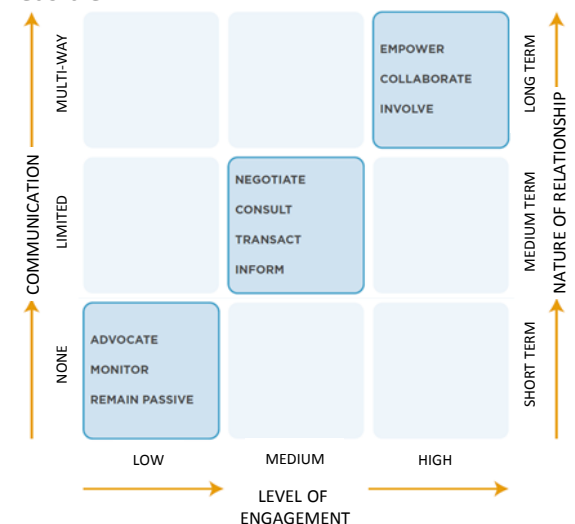 MULTI-WAY
EMPOWER
COLLABORATE
INVOLVE
LONG TERM
COMMUNICATION
LIMITED
NEGOTIATE
CONSULT
TRANSACT
INFORM
MEDIUM TERM
NATURE OF RELATIONSHIP
NONE
ADVOCATE
MONITOR
REMAIN PASSIVE
SHORT TERM
LOW
MEDIUM
HIGH
LEVEL OF
ENGAGEMENT